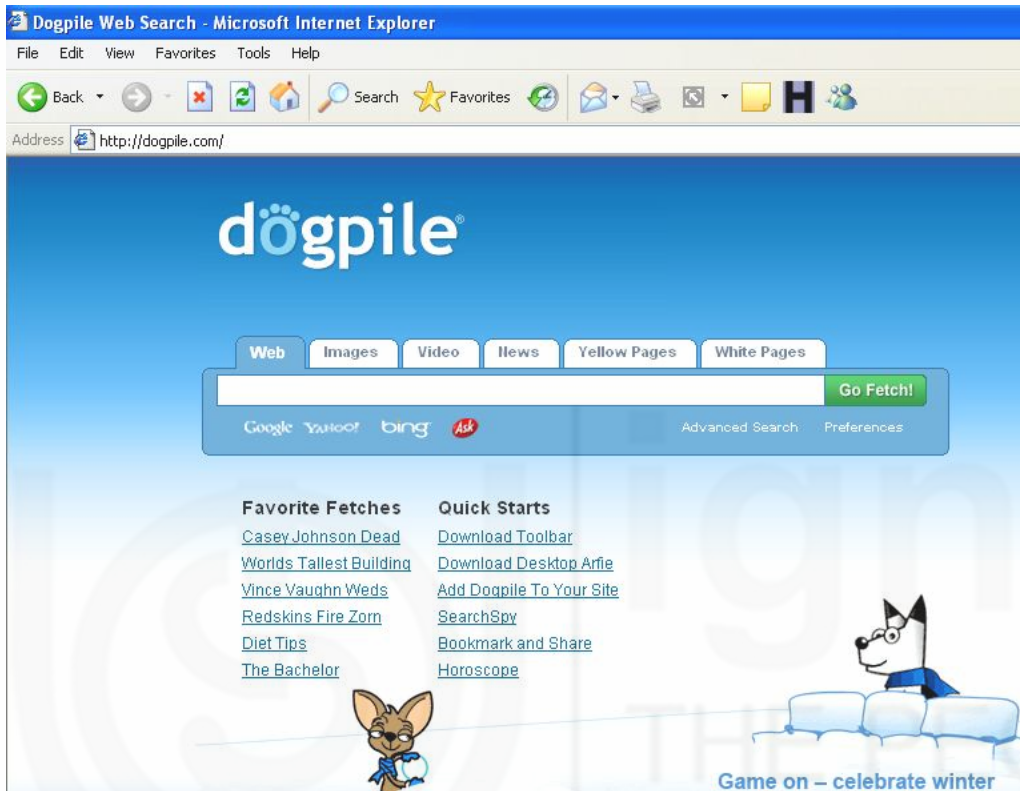 Dogpile Web Search - Microsoft Internet Explorer
File Edit View Favorites Tools Help
Back Search Favorites
Address http://dogpile.com/
dogpile®
Web Images Video News Yellow Pages White Pages
Go Fetch!
Google YAHOO! bing Ask Advanced Search Preferences
Favorite Fetches Quick Starts
Casey Johnson Dead Download Toolbar
Worlds Tallest Building Download Desktop Arfie
Vince Vaughn Weds Add Dogpile To Your Site
Redskins Fire Zorn SearchSpy
Diet Tips Bookmark and Share
The Bachelor Horoscope
Game on – celebrate winter